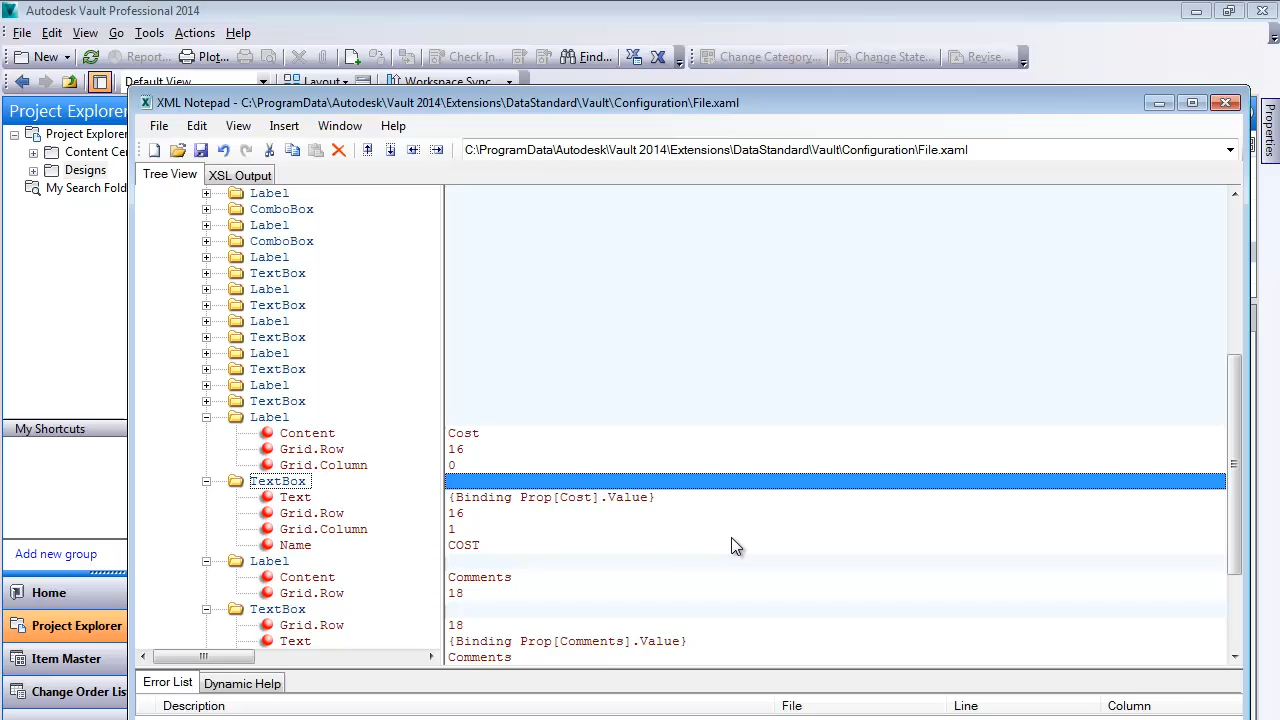 Autodesk Vault Professional 2014
File Edit View Go Tools Actions Help
New Report... Plot... Check In... Find... Change Category... Change State... Revise...
Default View Layout Workspace Sync
Project Explorer
Project Explorer
Content Ce
Designs
My Search Fold
My Shortcuts
Add new group
Home
Project Explorer
Item Master
Change Order Lis
Properties
XML Notepad - C:\ProgramData\Autodesk\Vault 2014\Extensions\DataStandard\Vault\Configuration\File.xaml
File Edit View Insert Window Help
C:\ProgramData\Autodesk\Vault 2014\Extensions\DataStandard\Vault\Configuration\File.xaml
Tree View XSL Output
Label
ComboBox
Label
ComboBox
Label
TextBox
Label
TextBox
Label
TextBox
Label
TextBox
Label
TextBox
Label
Content Cost
Grid.Row 16
Grid.Column 0
TextBox
Text {Binding Prop[Cost].Value}
Grid.Row 16
Grid.Column 1
Name COST
Label
Content Comments
Grid.Row 18
TextBox
Grid.Row 18
Text {Binding Prop[Comments].Value}
Comments
Error List Dynamic Help
Description File Line Column